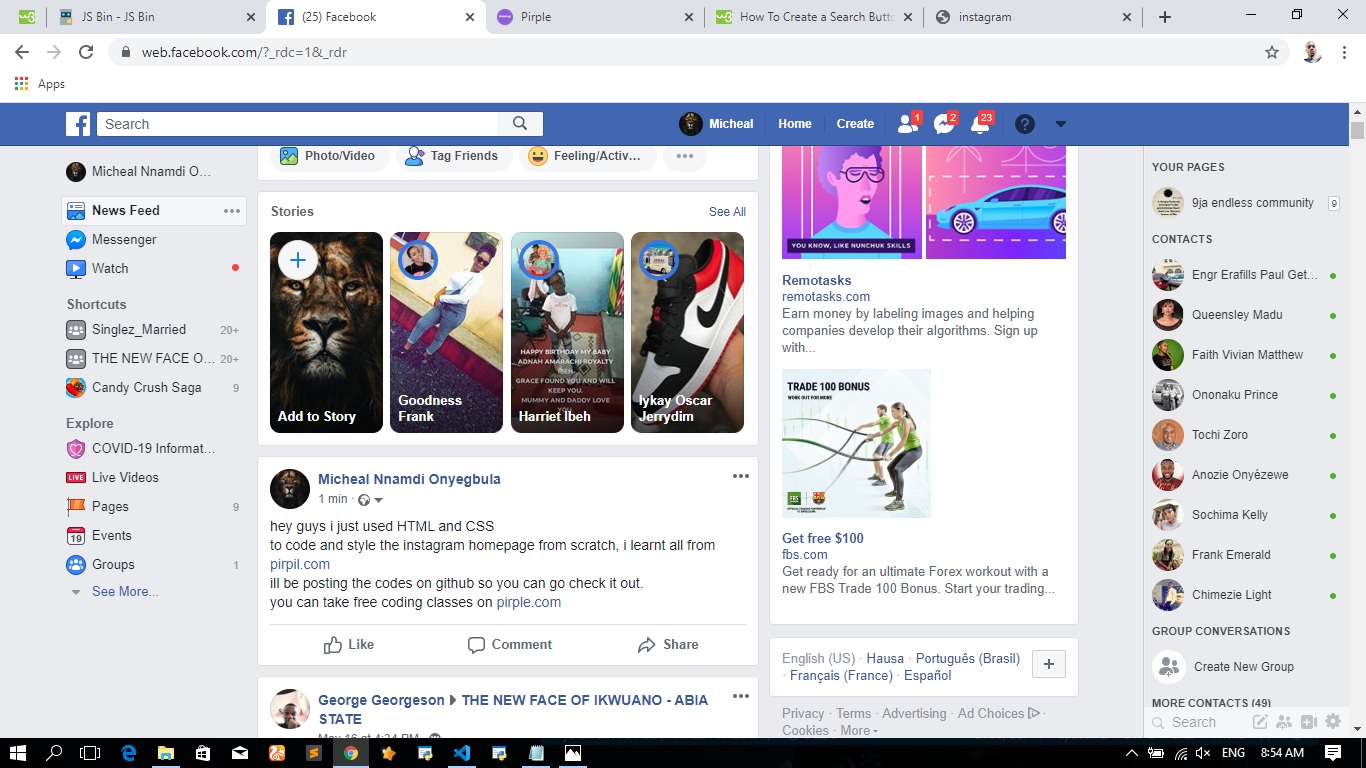 JS Bin - JS Bin
(25) Facebook
Pirple
How To Create a Search Butt
instagram
web.facebook.com/?_rdc=1&_rdr
Apps
Search
Micheal
Home
Create
1
2
23
Micheal Nnamdi O...
News Feed
Messenger
Watch
Shortcuts
Singlez_Married 20+
THE NEW FACE O... 20+
Candy Crush Saga 9
Explore
COVID-19 Informat...
LIVE Live Videos
Pages 9
19 Events
Groups 1
See More...
Photo/Video
Tag Friends
Feeling/Activ...
Stories
See All
Add to Story
Goodness
Frank
HAPPY BIRTHDAY MY BABY
ADNAH AMARACHI ROYALTY
IBEH.
GRACE FOUND YOU AND WILL
KEEP YOU.
MUMMY AND DADDY LOVE
YOU
Harriet Ibeh
Iykay Oscar
Jerrydim
Micheal Nnamdi Onyegbula
1 min ·
hey guys i just used HTML and CSS
to code and style the instagram homepage from scratch, i learnt all from
pirpil.com
ill be posting the codes on github so you can go check it out.
you can take free coding classes on pirple.com
Like
Comment
Share
George Georgeson
THE NEW FACE OF IKWUANO - ABIA
STATE
May 16 at 4:24 PM ·
YOU KNOW, LIKE NUNCHUK SKILLS
Remotasks
remotasks.com
Earn money by labeling images and helping
companies develop their algorithms. Sign up
with...
TRADE 100 BONUS
WORK OUT FOR MORE
FBS
OFFICIAL TRADING PARTNER
Get free $100
fbs.com
Get ready for an ultimate Forex workout with a
new FBS Trade 100 Bonus. Start your trading...
English (US) · Hausa · Português (Brasil)
· Français (France) · Español
Privacy · Terms · Advertising · Ad Choices ·
Cookies · More
YOUR PAGES
9ja endless community 9
CONTACTS
Engr Erafills Paul Get...
Queensley Madu
Faith Vivian Matthew
Ononaku Prince
Tochi Zoro
Anozie Onyézewe
Sochima Kelly
Frank Emerald
Chimezie Light
GROUP CONVERSATIONS
Create New Group
MORE CONTACTS (49)
Search
ENG
8:54 AM